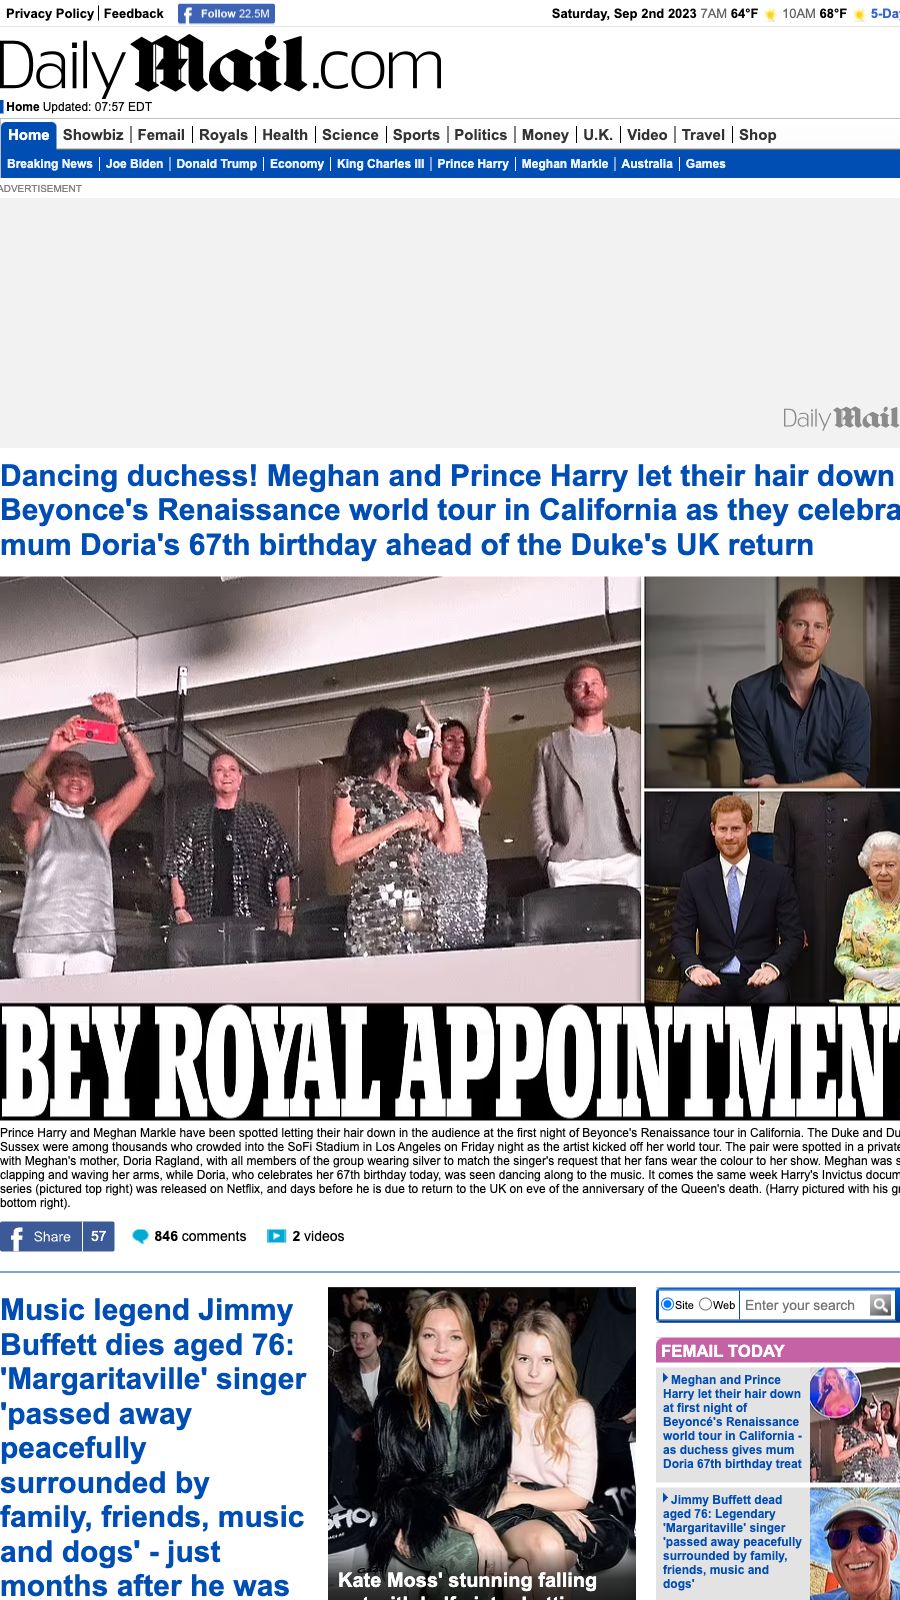 Privacy Policy Feedback Follow 22.5M Saturday, Sep 2nd 2023 7AM 64°F 10AM 68°F 5-Da
DailyMail.com
Home Updated: 07:57 EDT
Home Showbiz Femail Royals Health Science Sports Politics Money U.K. Video Travel Shop
Breaking News Joe Biden Donald Trump Economy King Charles III Prince Harry Meghan Markle Australia Games
ADVERTISEMENT
Daily Mail
Dancing duchess! Meghan and Prince Harry let their hair down
Beyonce's Renaissance world tour in California as they celebra
mum Doria's 67th birthday ahead of the Duke's UK return
BEY ROYAL APPOINTMENT
Prince Harry and Meghan Markle have been spotted letting their hair down in the audience at the first night of Beyonce's Renaissance tour in California. The Duke and Du
Sussex were among thousands who crowded into the SoFi Stadium in Los Angeles on Friday night as the artist kicked off her world tour. The pair were spotted in a private
with Meghan's mother, Doria Ragland, with all members of the group wearing silver to match the singer's request that her fans wear the colour to her show. Meghan was s
clapping and waving her arms, while Doria, who celebrates her 67th birthday today, was seen dancing along to the music. It comes the same week Harry's Invictus docum
series (pictured top right) was released on Netflix, and days before he is due to return to the UK on eve of the anniversary of the Queen's death. (Harry pictured with his gr
bottom right).
Share 57 846 comments 2 videos
Music legend Jimmy
Buffett dies aged 76:
'Margaritaville' singer
'passed away
peacefully
surrounded by
family, friends, music
and dogs' - just
months after he was
Kate Moss' stunning falling
Site Web Enter your search
FEMAIL TODAY
Meghan and Prince
Harry let their hair down
at first night of
Beyoncé's Renaissance
world tour in California -
as duchess gives mum
Doria 67th birthday treat
Jimmy Buffett dead
aged 76: Legendary
'Margaritaville' singer
'passed away peacefully
surrounded by family,
friends, music and
dogs'